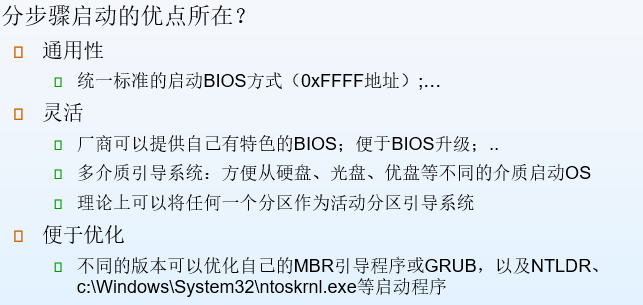 分步骤启动的优点所在?
通用性
统一标准的启动BIOS方式（0xFFFF地址）;...
灵活
厂商可以提供自己有特色的BIOS；便于BIOS升级；..
多介质引导系统：方便从硬盘、光盘、优盘等不同的介质启动OS
理论上可以将任何一个分区作为活动分区引导系统
便于优化
不同的版本可以优化自己的MBR引导程序或GRUB，以及NTLDR、
c:\Windows\System32\ntoskrnl.exe等启动程序